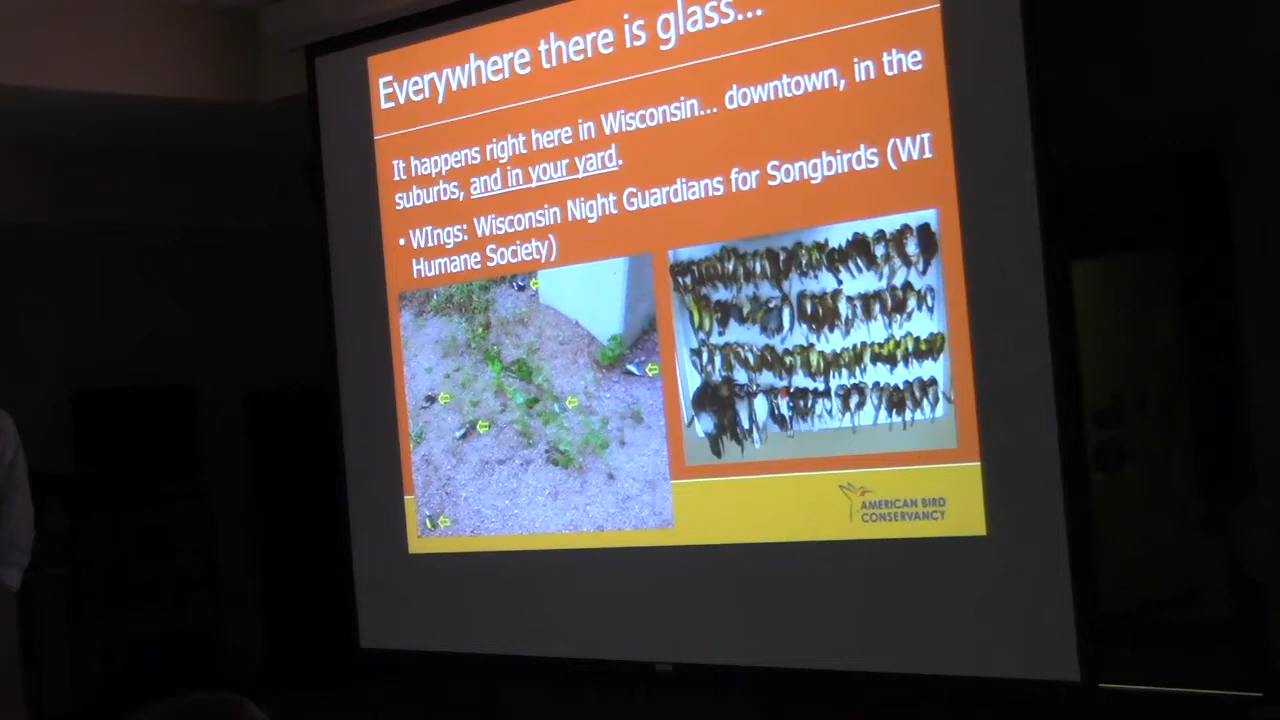 Everywhere there is glass...
It happens right here in Wisconsin... downtown, in the
suburbs, and in your yard.
• WIngs: Wisconsin Night Guardians for Songbirds (WI
Humane Society)
AMERICAN BIRD
CONSERVANCY